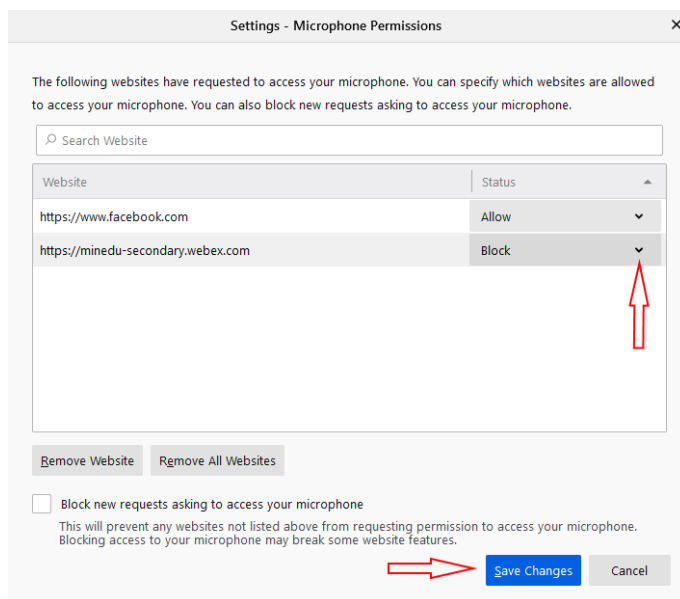 Settings - Microphone Permissions
The following websites have requested to access your microphone. You can specify which websites are allowed
to access your microphone. You can also block new requests asking to access your microphone.
Search Website
Website Status
https://www.facebook.com Allow
https://minedu-secondary.webex.com Block
Remove Website Remove All Websites
Block new requests asking to access your microphone
This will prevent any websites not listed above from requesting permission to access your microphone.
Blocking access to your microphone may break some website features.
Save Changes Cancel